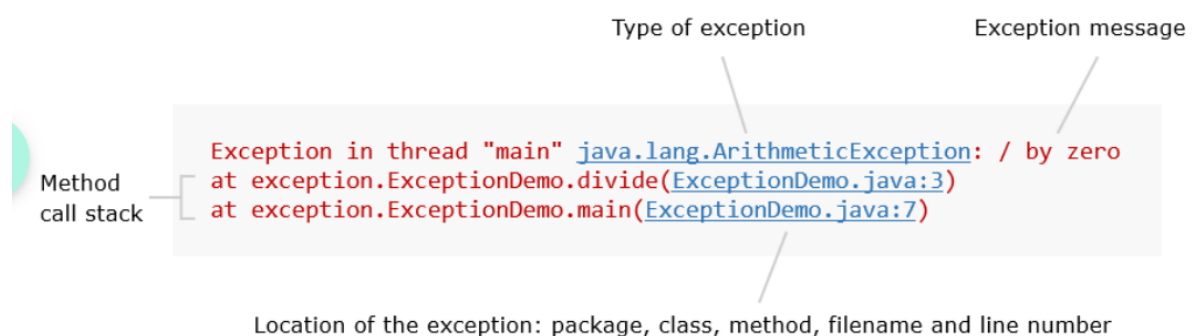 Type of exception
Exception message
Exception in thread "main" java.lang.ArithmeticException: / by zero
at exception.ExceptionDemo.divide(ExceptionDemo.java:3)
at exception.ExceptionDemo.main(ExceptionDemo.java:7)
Method
call stack
Location of the exception: package, class, method, filename and line number